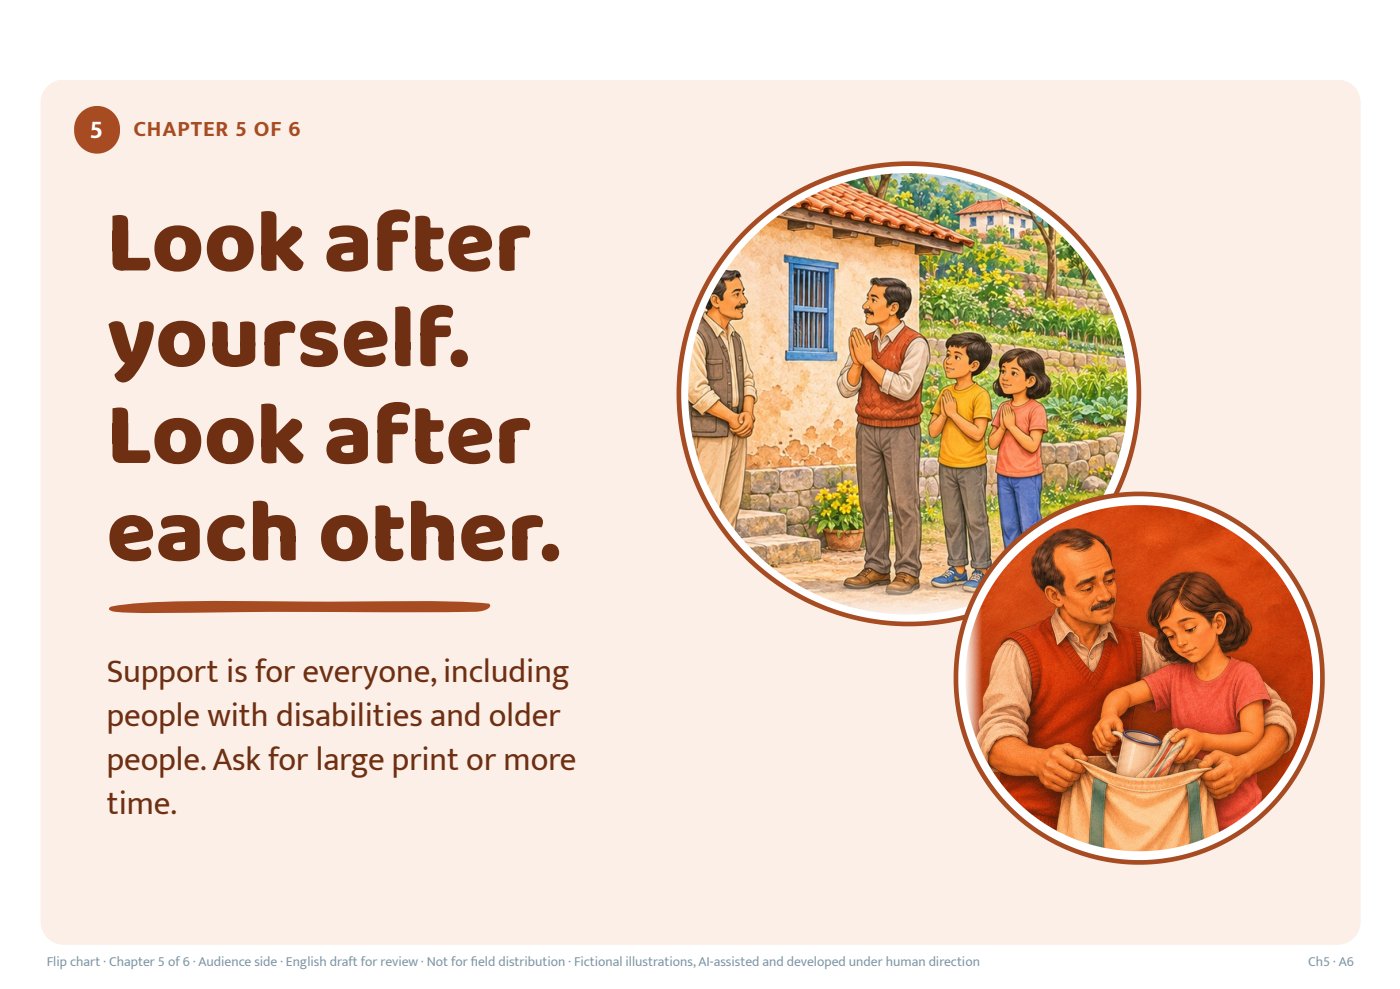 5
CHAPTER 5 OF 6
Look after
yourself.
Look after
each other.
Support is for everyone, including
people with disabilities and older
people. Ask for large print or more
time.
Flip chart · Chapter 5 of 6 · Audience side · English draft for review · Not for field distribution · Fictional illustrations, AI-assisted and developed under human direction
Ch5 · A6